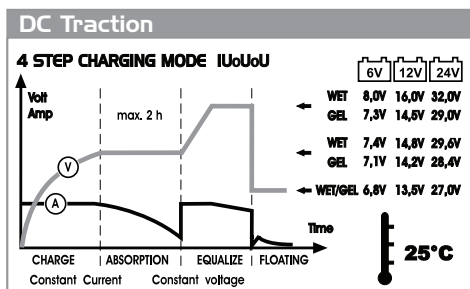 DC Traction
4 STEP CHARGING MODE IUoUoU
6V 12V 24V
Volt
Amp
max. 2 h
WET 8,0V 16,0V 32,0V
GEL 7,3V 14,5V 29,0V
WET 7,4V 14,8V 29,6V
GEL 7,1V 14,2V 28,4V
WET/GEL 6,8V 13,5V 27,0V
V
A
Time
CHARGE ABSORPTION EQUALIZE FLOATING
Constant Current Constant voltage
25°C